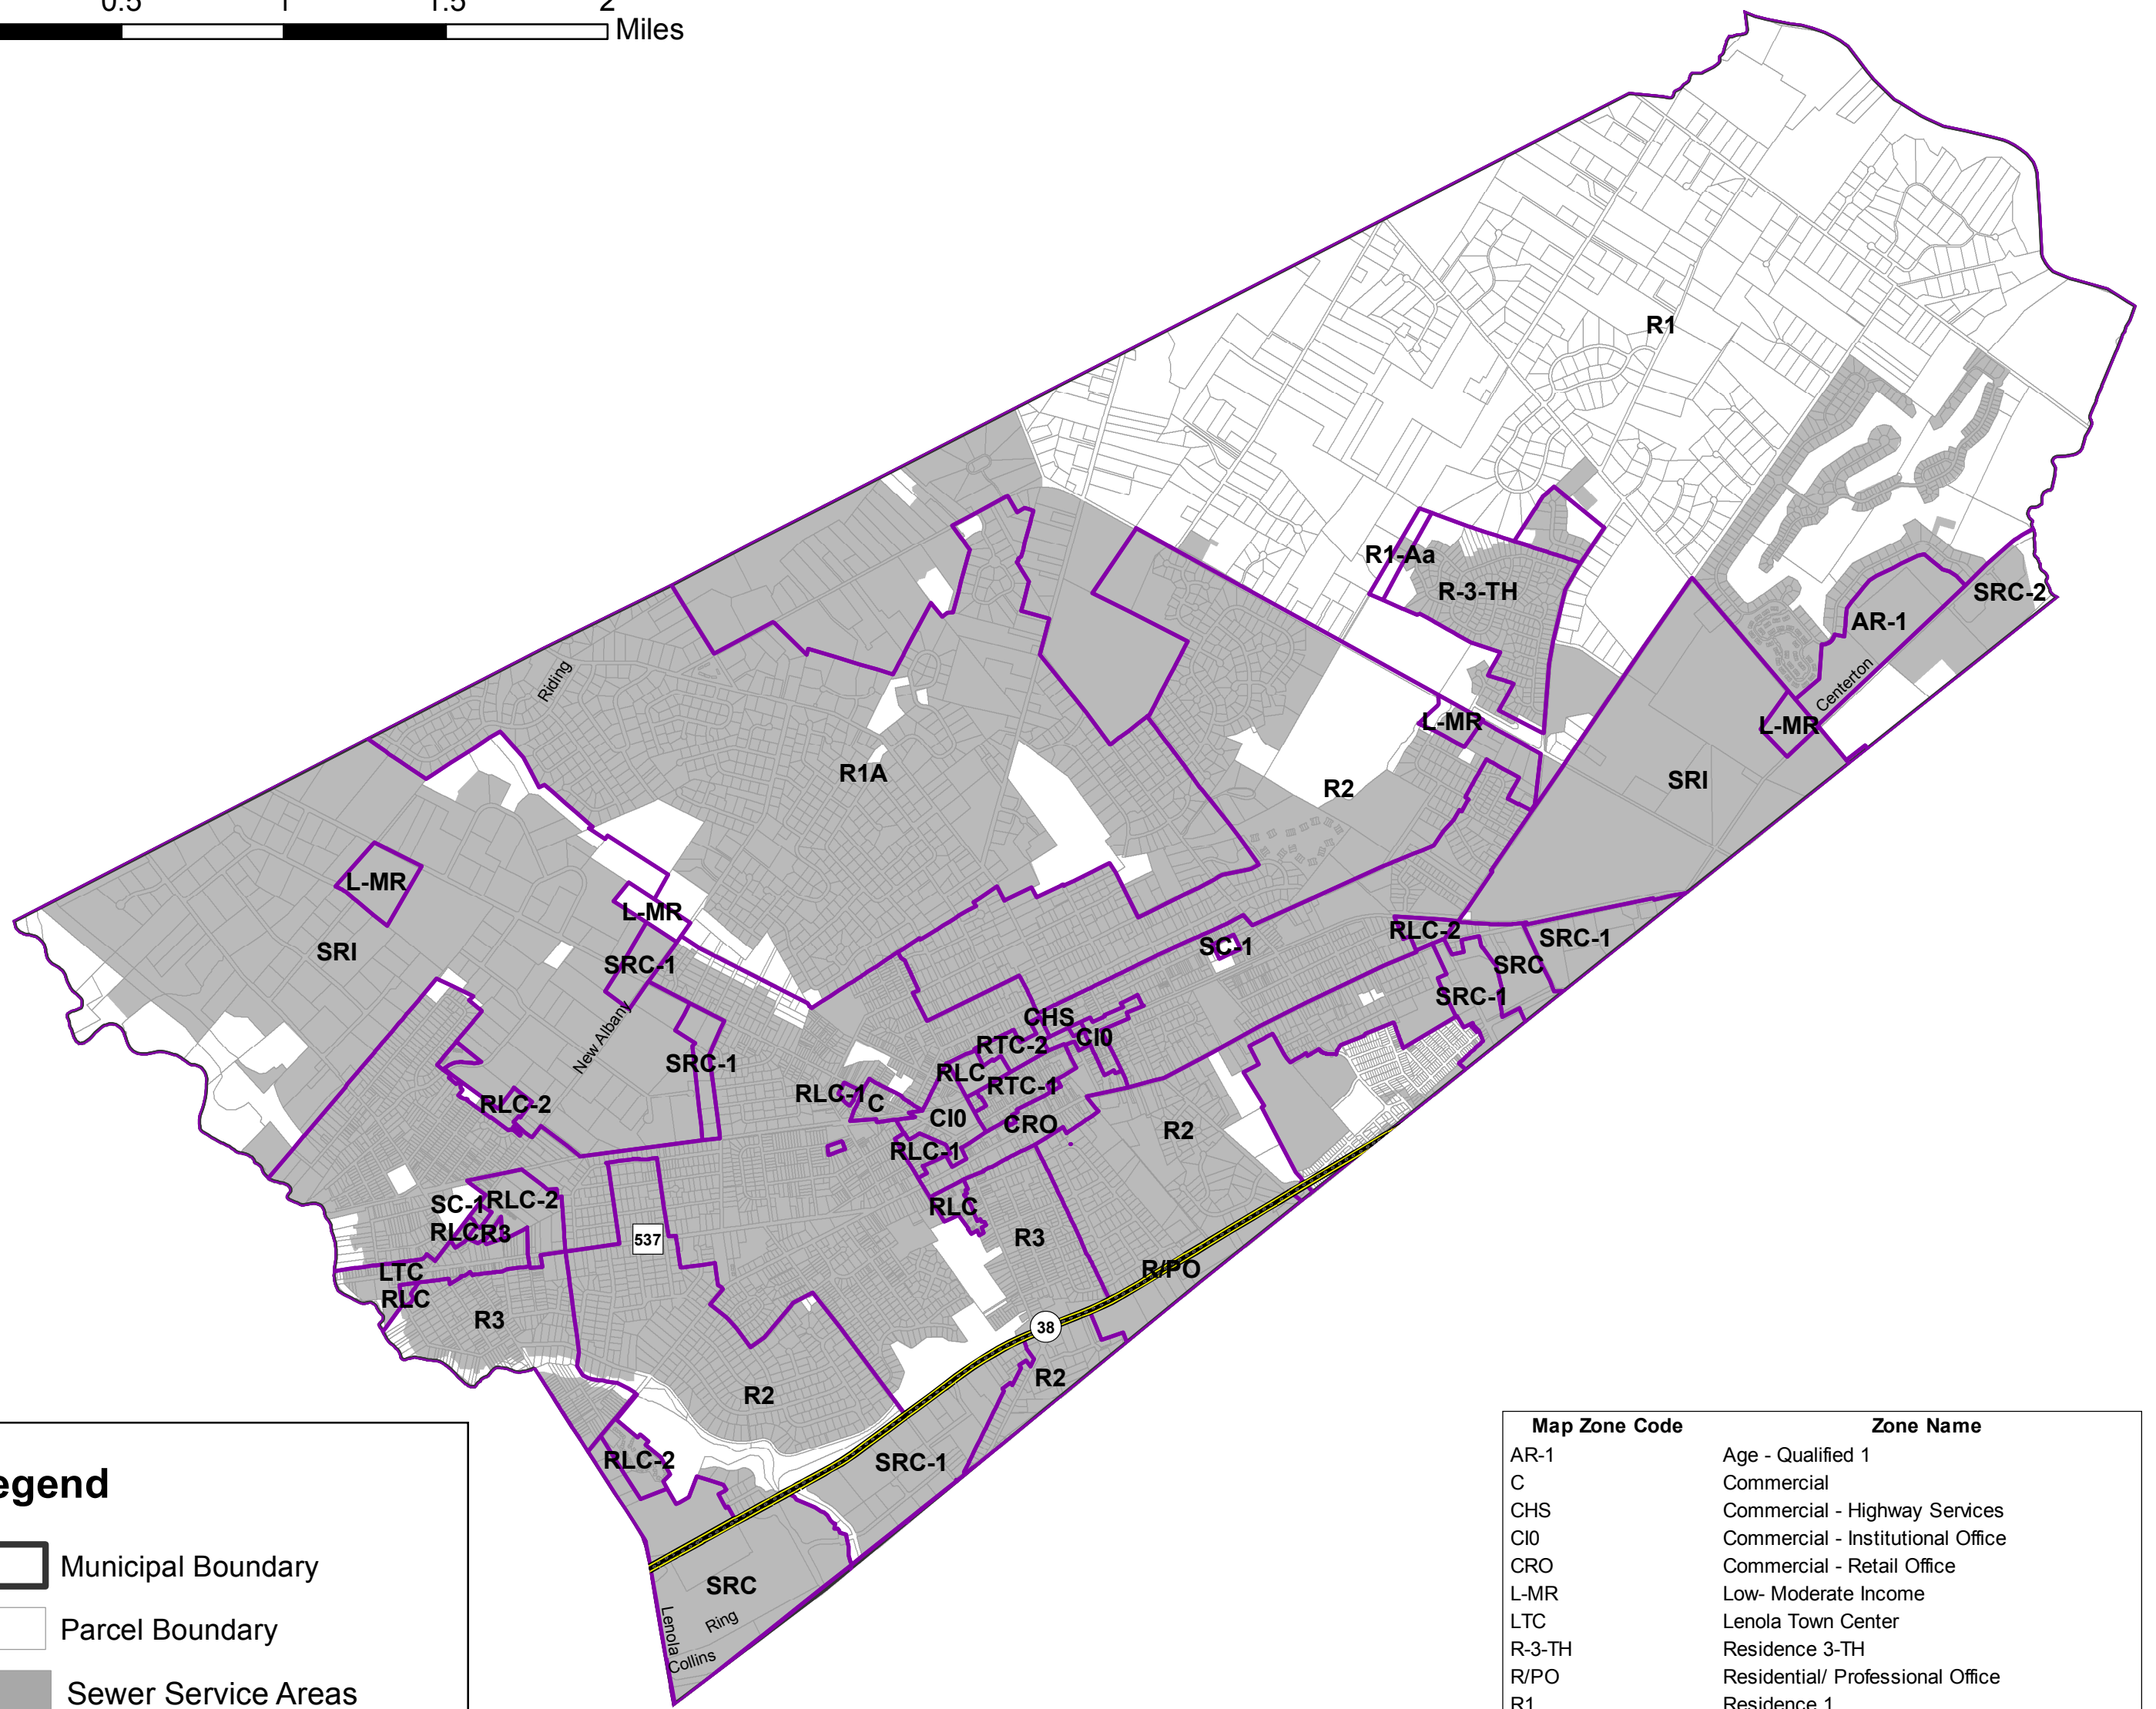 0.5 1 1.5 2
Miles
R1
R1-Aa
R-3-TH
SRC-2
AR-1
Centerton
L-MR
L-MR
Riding
R1A
R2
SRI
L-MR
L-MR
SRI
SRC-1
New Albany
SC-1
RLC-2
SRC-1
SRC
SRC-1
CHS
CI0
RTC-2
SRC-1
RLC
RTC-1
RLC-1
C
RLC-2
CI0
CRO
R2
RLC-1
SC-1
RLC-2
RLC
RLC
R3
R3
537
LTC
RLC
R/PO
R3
38
R2
R2
RLC-2
SRC-1
SRC
Lenola
Ring
Collins
egend
Municipal Boundary
Parcel Boundary
Sewer Service Areas
Map Zone Code Zone Name
AR-1 Age - Qualified 1
C Commercial
CHS Commercial - Highway Services
CI0 Commercial - Institutional Office
CRO Commercial - Retail Office
L-MR Low- Moderate Income
LTC Lenola Town Center
R-3-TH Residence 3-TH
R/PO Residential/ Professional Office
R1 Residence 1